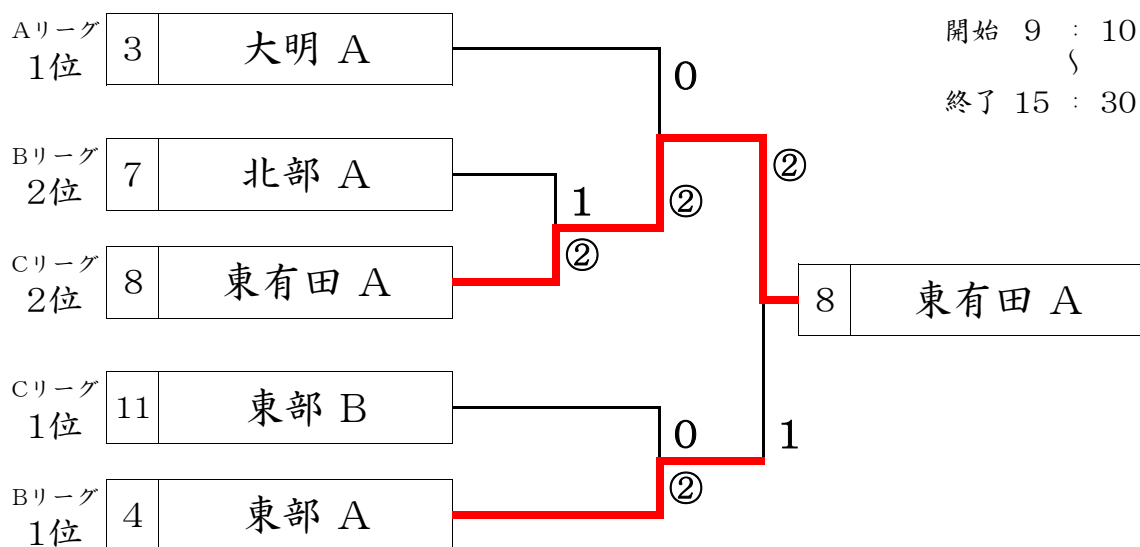 Aリーグ
1位
3 大明 A
0
開始 9 : 10
〜
終了 15 : 30
Bリーグ
2位
7 北部 A
1
②
②
②
Cリーグ
2位
8 東有田 A
8 東有田 A
Cリーグ
1位
11 東部 B
0
1
②
Bリーグ
1位
4 東部 A